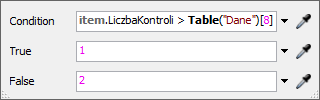 Condition item.LiczbaKontroli > Table("Dane")[8]
True 1
False 2